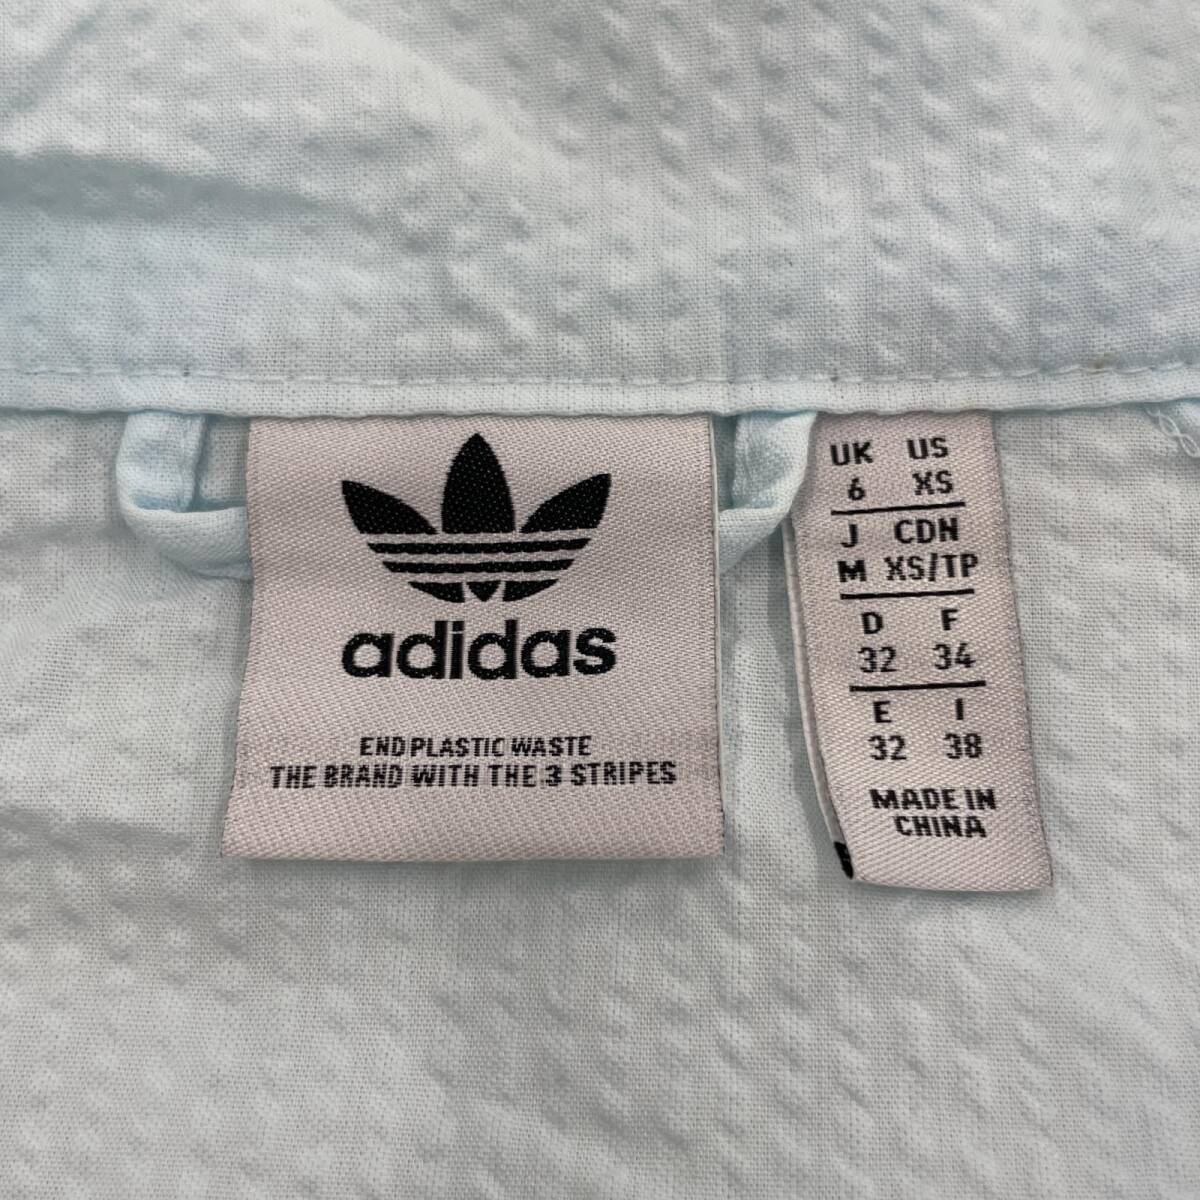 adidas
END PLASTIC WASTE
THE BRAND WITH THE 3 STRIPES
UK US
6 XS
J CDN
M XS/TP
D F
32 34
E I
32 38
MADE IN
CHINA